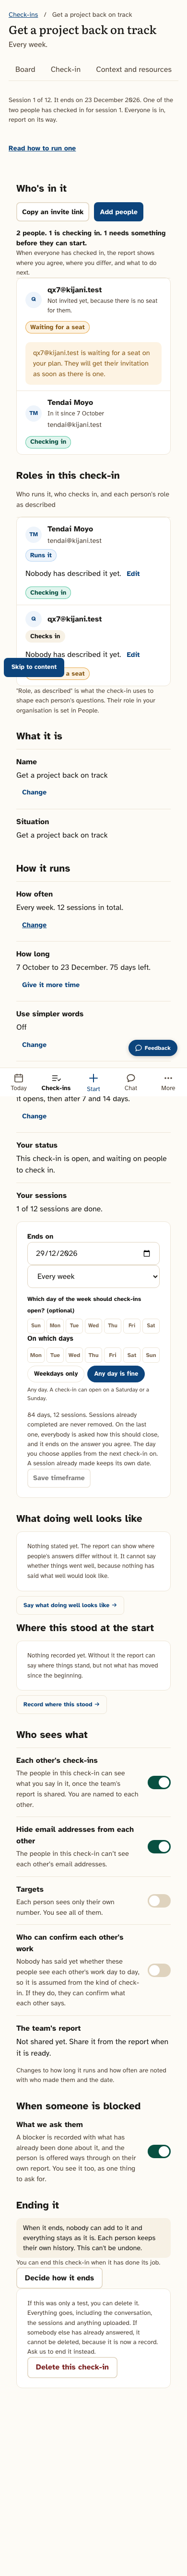 Check-ins / Get a project back on track
Get a project back on track
Every week.
Board Check-in Context and resources
Session 1 of 12. It ends on 23 December 2026. One of the
two people has checked in for session 1. Everyone is in,
report on its way.
Read how to run one
Who's in it
Copy an invite link Add people
2 people. 1 is checking in. 1 needs something
before they can start.
When everyone has checked in, the report shows
where you agree, where you differ, and what to do
next.
Q qx7@kijani.test
Not invited yet, because there is no seat
for them.
Waiting for a seat
qx7@kijani.test is waiting for a seat on
your plan. They will get their invitation
as soon as there is one.
TM Tendai Moyo
In it since 7 October
tendai@kijani.test
Checking in
Roles in this check-in
Who runs it, who checks in, and each person's role
as described
TM Tendai Moyo
tendai@kijani.test
Runs it
Nobody has described it yet. Edit
Checking in
Q qx7@kijani.test
Checks in
Nobody has described it yet. Edit
Skip to content
a seat
"Role, as described" is what the check-in uses to
shape each person's questions. Their role in your
organisation is set in People.
What it is
Name
Get a project back on track
Change
Situation
Get a project back on track
How it runs
How often
Every week. 12 sessions in total.
Change
How long
7 October to 23 December. 75 days left.
Give it more time
Use simpler words
Off
Change
Feedback
Today Check-ins Start Chat More
it opens, then after 7 and 14 days.
Change
Your status
This check-in is open, and waiting on people
to check in.
Your sessions
1 of 12 sessions are done.
Ends on
29/12/2026
Every week
Which day of the week should check-ins
open? (optional)
Sun Mon Tue Wed Thu Fri Sat
On which days
Mon Tue Wed Thu Fri Sat Sun
Weekdays only Any day is fine
Any day. A check-in can open on a Saturday or a
Sunday.
84 days, 12 sessions. Sessions already
completed are never removed. On the last
one, everybody is asked how this should close,
and it ends on the answer you agree. The day
you choose applies from the next check-in on.
A session already made keeps its own date.
Save timeframe
What doing well looks like
Nothing stated yet. The report can show where
people's answers differ without it. It cannot say
whether things went well, because nothing has
said what well would look like.
Say what doing well looks like →
Where this stood at the start
Nothing recorded yet. Without it the report can
say where things stand, but not what has moved
since the beginning.
Record where this stood →
Who sees what
Each other's check-ins
The people in this check-in can see
what you say in it, once the team's
report is shared. You are named to each
other.
Hide email addresses from each
other
The people in this check-in can't see
each other's email addresses.
Targets
Each person sees only their own
number. You see all of them.
Who can confirm each other's
work
Nobody has said yet whether these
people see each other's work day to day,
so it is assumed from the kind of check-
in. If they do, they can confirm what
each other says.
The team's report
Not shared yet. Share it from the report when
it is ready.
Changes to how long it runs and how often are noted
with who made them and the date.
When someone is blocked
What we ask them
A blocker is recorded with what has
already been done about it, and the
person is offered ways through on their
own report. You see it too, as one thing
to ask for.
Ending it
When it ends, nobody can add to it and
everything stays as it is. Each person keeps
their own history. This can't be undone.
You can end this check-in when it has done its job.
Decide how it ends
If this was only a test, you can delete it.
Everything goes, including the conversation,
the sessions and anything uploaded. If
somebody else has already answered, it
cannot be deleted, because it is now a record.
Ask us to end it instead.
Delete this check-in